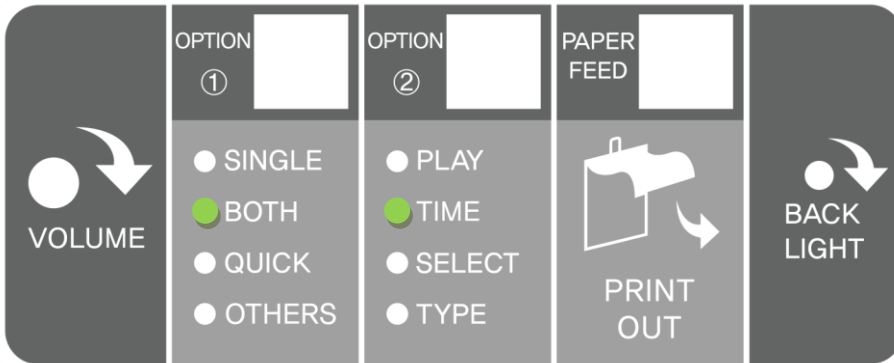 VOLUME
OPTION
①
SINGLE
BOTH
QUICK
OTHERS
OPTION
②
PLAY
TIME
SELECT
TYPE
PAPER
FEED
PRINT
OUT
BACK
LIGHT